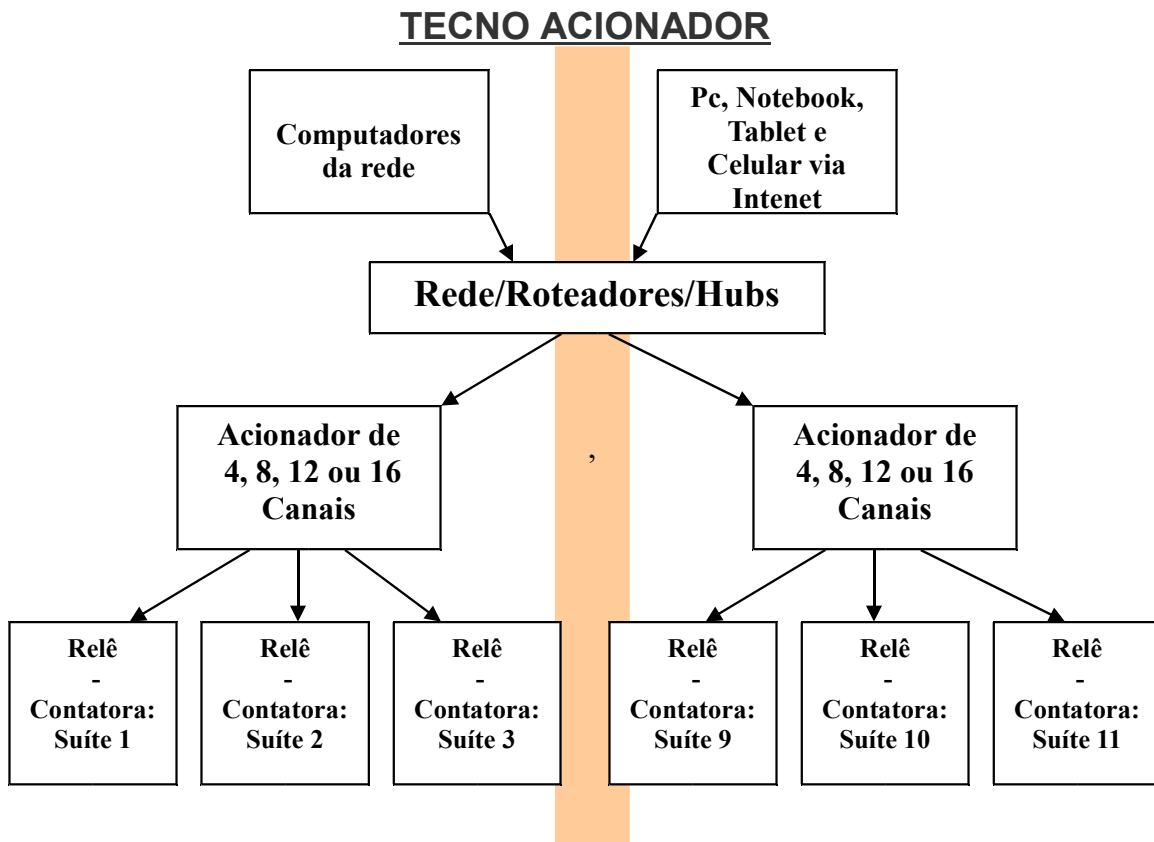 TECNO ACIONADOR
Computadores
da rede
Pc, Notebook,
Tablet e
Celular via
Intenet
Rede/Roteadores/Hubs
Acionador de
4, 8, 12 ou 16
Canais
,
Acionador de
4, 8, 12 ou 16
Canais
Relê
-
Contatora:
Suíte 1
Relê
-
Contatora:
Suíte 2
Relê
-
Contatora:
Suíte 3
Relê
-
Contatora:
Suíte 9
Relê
-
Contatora:
Suíte 10
Relê
-
Contatora:
Suíte 11